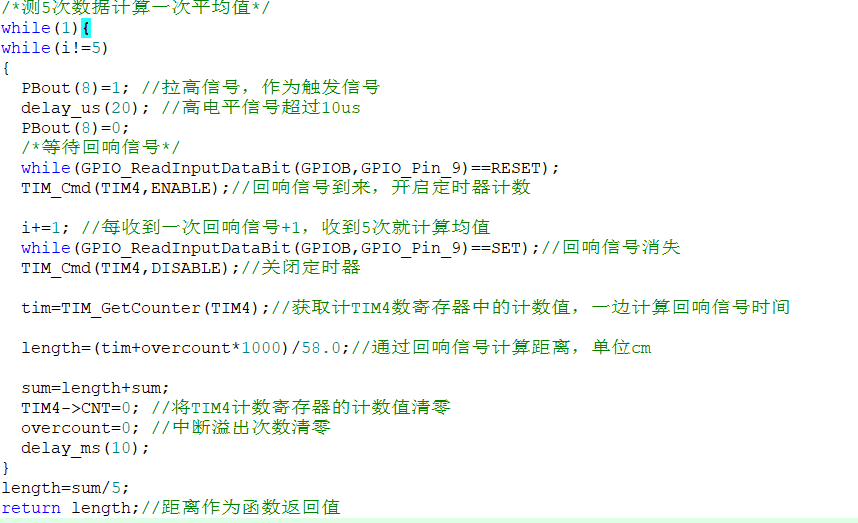 /*测5次数据计算一次平均值*/
while(1){
while(i!=5)
{
PBout(8)=1; //拉高信号，作为触发信号
delay_us(20); //高电平信号超过10us
PBout(8)=0;
/*等待回响信号*/
while(GPIO_ReadInputDataBit(GPIOB,GPIO_Pin_9)==RESET);
TIM_Cmd(TIM4,ENABLE);//回响信号到来，开启定时器计数
i+=1; //每收到一次回响信号+1，收到5次就计算均值
while(GPIO_ReadInputDataBit(GPIOB,GPIO_Pin_9)==SET);//回响信号消失
TIM_Cmd(TIM4,DISABLE);//关闭定时器
tim=TIM_GetCounter(TIM4);//获取计TIM4数寄存器中的计数值，一边计算回响信号时间
length=(tim+overcount*1000)/58.0;//通过回响信号计算距离，单位cm
sum=length+sum;
TIM4->CNT=0; //将TIM4计数寄存器的计数值清零
overcount=0; //中断溢出次数清零
delay_ms(10);
}
length=sum/5;
return length;//距离作为函数返回值